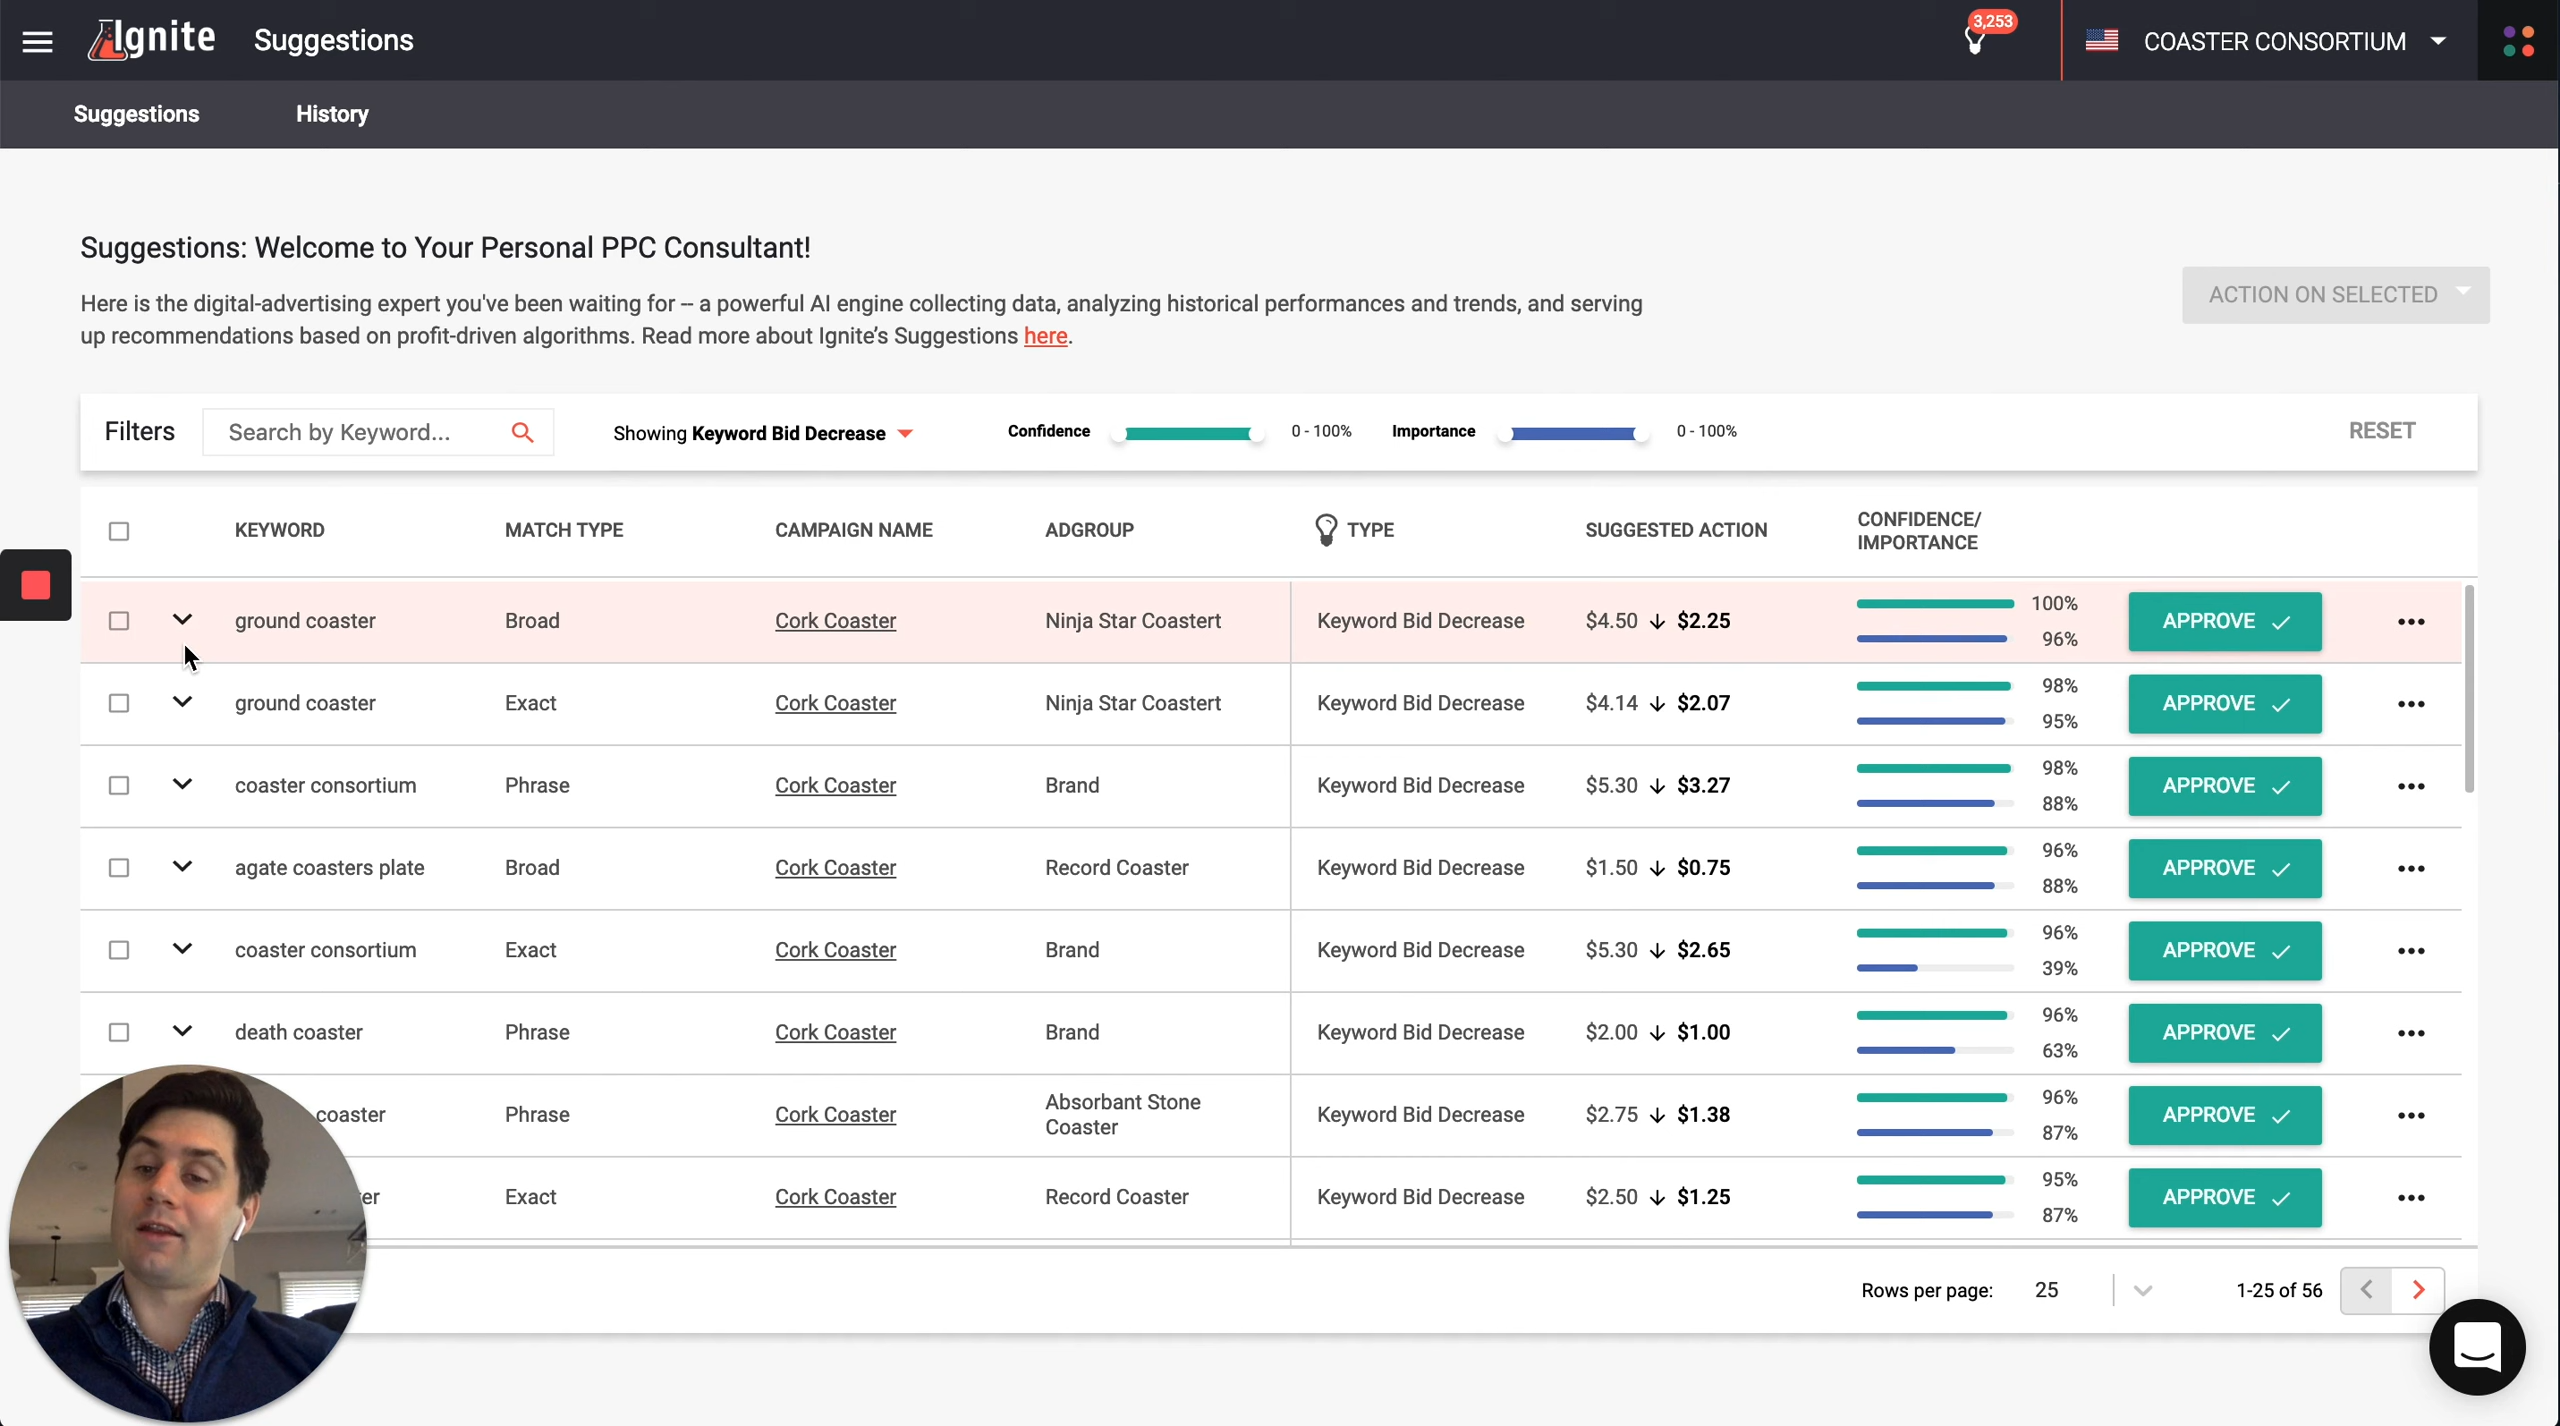 Ignite Suggestions 3,253 COASTER CONSORTIUM
Suggestions History
Suggestions: Welcome to Your Personal PPC Consultant!
Here is the digital-advertising expert you've been waiting for -- a powerful AI engine collecting data, analyzing historical performances and trends, and serving
up recommendations based on profit-driven algorithms. Read more about Ignite’s Suggestions here.
ACTION ON SELECTED
Filters Search by Keyword... Showing Keyword Bid Decrease Confidence 0 - 100% Importance 0 - 100% RESET
KEYWORD MATCH TYPE CAMPAIGN NAME ADGROUP TYPE SUGGESTED ACTION CONFIDENCE/
IMPORTANCE
ground coaster Broad Cork Coaster Ninja Star Coastert Keyword Bid Decrease $4.50 ↓ $2.25 100% APPROVE
96%
ground coaster Exact Cork Coaster Ninja Star Coastert Keyword Bid Decrease $4.14 ↓ $2.07 98% APPROVE
95%
coaster consortium Phrase Cork Coaster Brand Keyword Bid Decrease $5.30 ↓ $3.27 98% APPROVE
88%
agate coasters plate Broad Cork Coaster Record Coaster Keyword Bid Decrease $1.50 ↓ $0.75 96% APPROVE
88%
coaster consortium Exact Cork Coaster Brand Keyword Bid Decrease $5.30 ↓ $2.65 96% APPROVE
39%
death coaster Phrase Cork Coaster Brand Keyword Bid Decrease $2.00 ↓ $1.00 96% APPROVE
63%
coaster Phrase Cork Coaster Absorbant Stone Keyword Bid Decrease $2.75 ↓ $1.38 96% APPROVE
Coaster 87%
Exact Cork Coaster Record Coaster Keyword Bid Decrease $2.50 ↓ $1.25 95% APPROVE
87%
Rows per page: 25 1-25 of 56